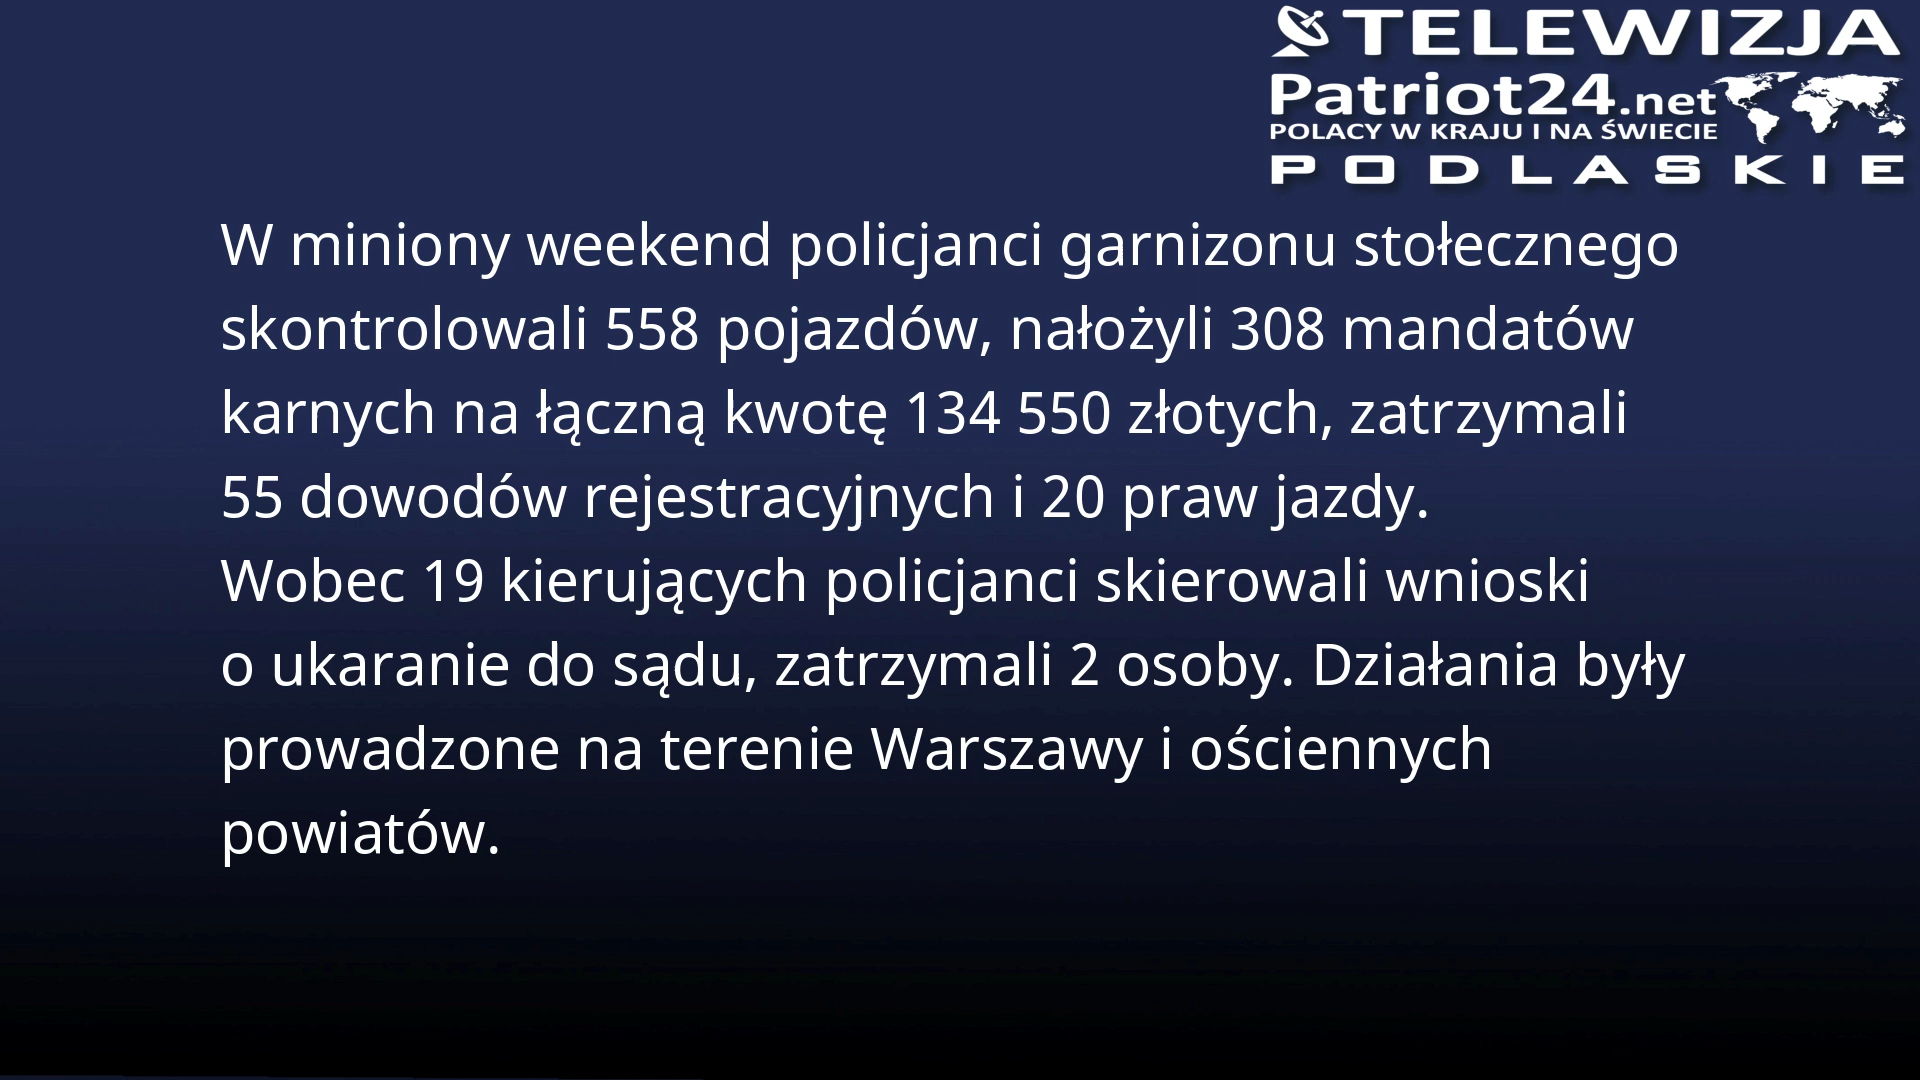 TELEWIZJA
Patriot24.net
POLACY W KRAJU I NA ŚWIECIE
PODLASKIE
W miniony weekend policjanci garnizonu stołecznego
skontrolowali 558 pojazdów, nałożyli 308 mandatów
karnych na łączną kwotę 134 550 złotych, zatrzymali
55 dowodów rejestracyjnych i 20 praw jazdy.
Wobec 19 kierujących policjanci skierowali wnioski
o ukaranie do sądu, zatrzymali 2 osoby. Działania były
prowadzone na terenie Warszawy i ościennych
powiatów.